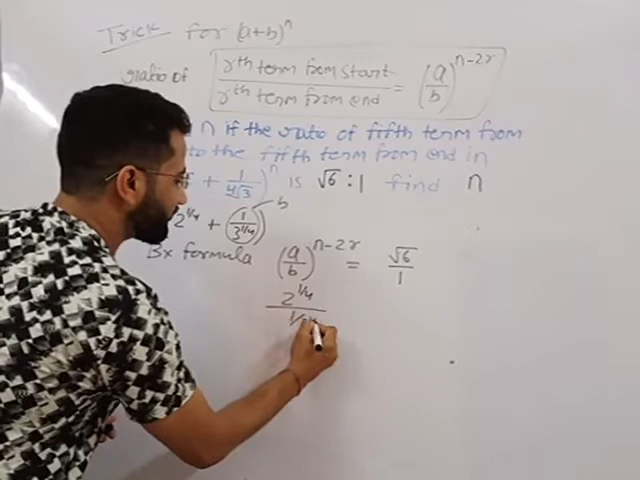 Trick for (a+b)^n
ratio of rth term from start / rth term from end = (a/b)^(n-2r)
n if the ratio of fifth term from
to the fifth term from end in
+ 1/4√3)^n is √6 : 1 find n
2^1/4 + (1/3^1/4) b
Bx formula (a/b)^(n-2r) = √6/1
2^1/4